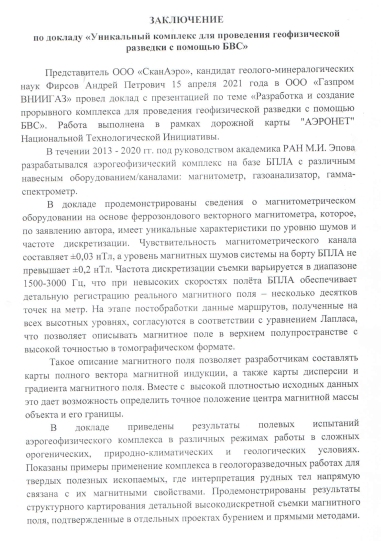 ЗАКЛЮЧЕНИЕ
по докладу «Уникальный комплекс для проведения геофизической
разведки с помощью БВС»
Представитель ООО «СканАэро», кандидат геолого-минералогических
наук Фирсов Андрей Петрович 15 апреля 2021 года в ООО «Газпром
ВНИИГАЗ» провел доклад с презентацией по теме «Разработка и создание
прорывного комплекса для проведения геофизической разведки с помощью
БВС». Работа выполнена в рамках дорожной карты "АЭРОНЕТ"
Национальной Технологической Инициативы.
В течении 2013 - 2020 гг. под руководством академика РАН М.И. Эпова
разрабатывался аэрогеофизический комплекс на базе БПЛА с различным
навесным оборудованием/каналами: магнитометр, газоанализатор, гамма-
спектрометр.
В докладе продемонстрированы сведения о магнитометрическом
оборудовании на основе феррозондового векторного магнитометра, которое,
по заявлению автора, имеет уникальные характеристики по уровню шумов и
частоте дискретизации. Чувствительность магнитометрического канала
составляет ±0,03 нТл, а уровень магнитных шумов системы на борту БПЛА не
превышает ±0,2 нТл. Частота дискретизации съемки варьируется в диапазоне
1500-3000 Гц, что при невысоких скоростях полёта БПЛА обеспечивает
детальную регистрацию реального магнитного поля – несколько десятков
точек на метр. На этапе постобработки данные маршрутов, полученные на
всех высотных уровнях, согласуются в соответствии с уравнением Лапласа,
что позволяет описывать магнитное поле в верхнем полупространстве с
высокой точностью в томографическом формате.
Такое описание магнитного поля позволяет разработчикам составлять
карты полного вектора магнитной индукции, а также карты дисперсии и
градиента магнитного поля. Вместе с высокой плотностью исходных данных
это дает возможность определить точное положение центра магнитной массы
объекта и его границы.
В докладе приведены результаты полевых испытаний
аэрогеофизического комплекса в различных режимах работы в сложных
орогенических, природно-климатических и геологических условиях.
Показаны примеры применение комплекса в геологоразведочных работах для
твердых полезных ископаемых, где интерпретация рудных тел напрямую
связана с их магнитными свойствами. Продемонстрированы результаты
структурного картирования детальной высокодискретной съемки магнитного
поля, подтвержденные в отдельных проектах бурением и прямыми методами.